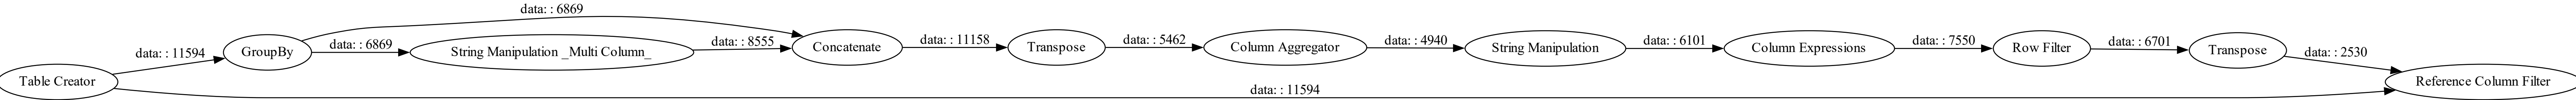 data: : 6869
data: : 11594
GroupBy
data: : 6869
String Manipulation _Multi Column_
data: : 8555
Concatenate
data: : 11158
Transpose
data: : 5462
Column Aggregator
data: : 4940
String Manipulation
data: : 6101
Column Expressions
data: : 7550
Row Filter
data: : 6701
Transpose
data: : 2530
Table Creator
data: : 11594
Reference Column Filter